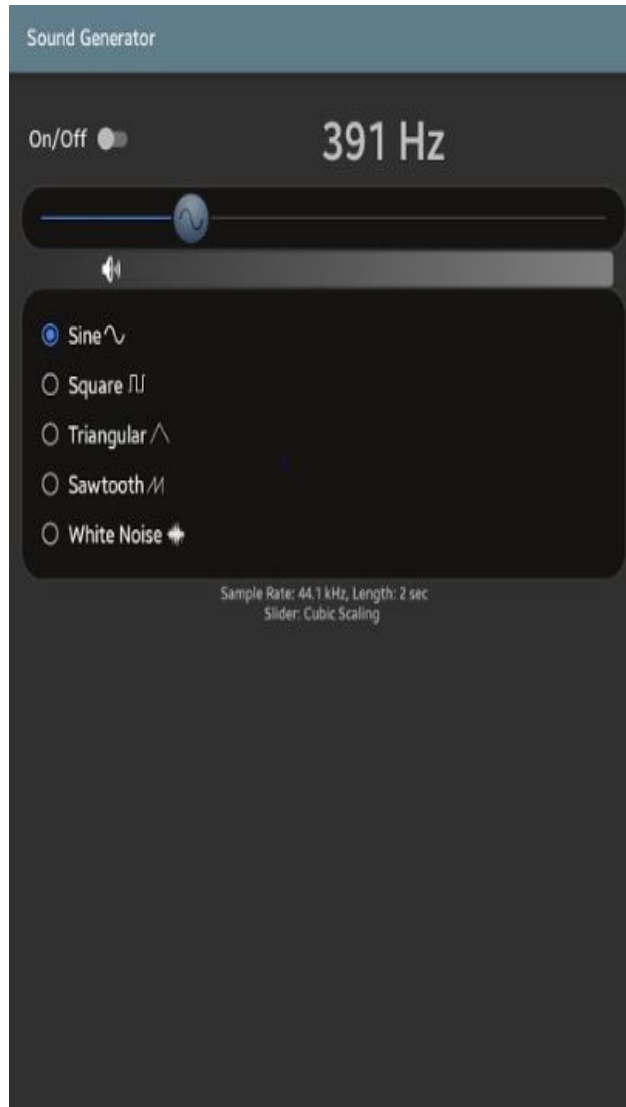 Sound Generator
On/Off 391 Hz
Sine
Square
Triangular
Sawtooth
White Noise
Sample Rate: 44.1 kHz, Length: 2 sec
Slider: Cubic Scaling